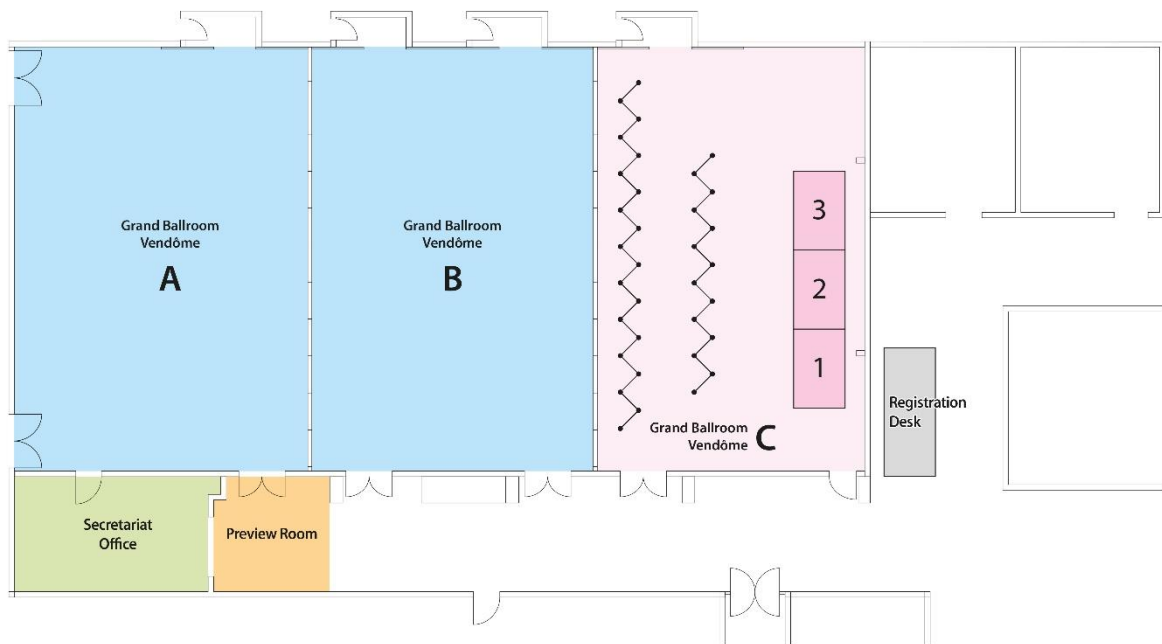 Grand Ballroom
Vendôme
A
Grand Ballroom
Vendôme
B
3
2
1
Grand Ballroom
Vendôme
C
Registration
Desk
Secretariat
Office
Preview Room